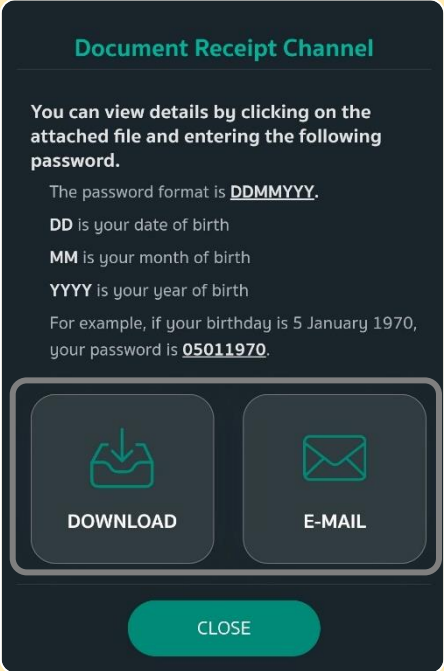 Document Receipt Channel
You can view details by clicking on the
attached file and entering the following
password.
The password format is DDMMYYY.
DD is your date of birth
MM is your month of birth
YYYY is your year of birth
For example, if your birthday is 5 January 1970,
your password is 05011970.
DOWNLOAD
E-MAIL
CLOSE